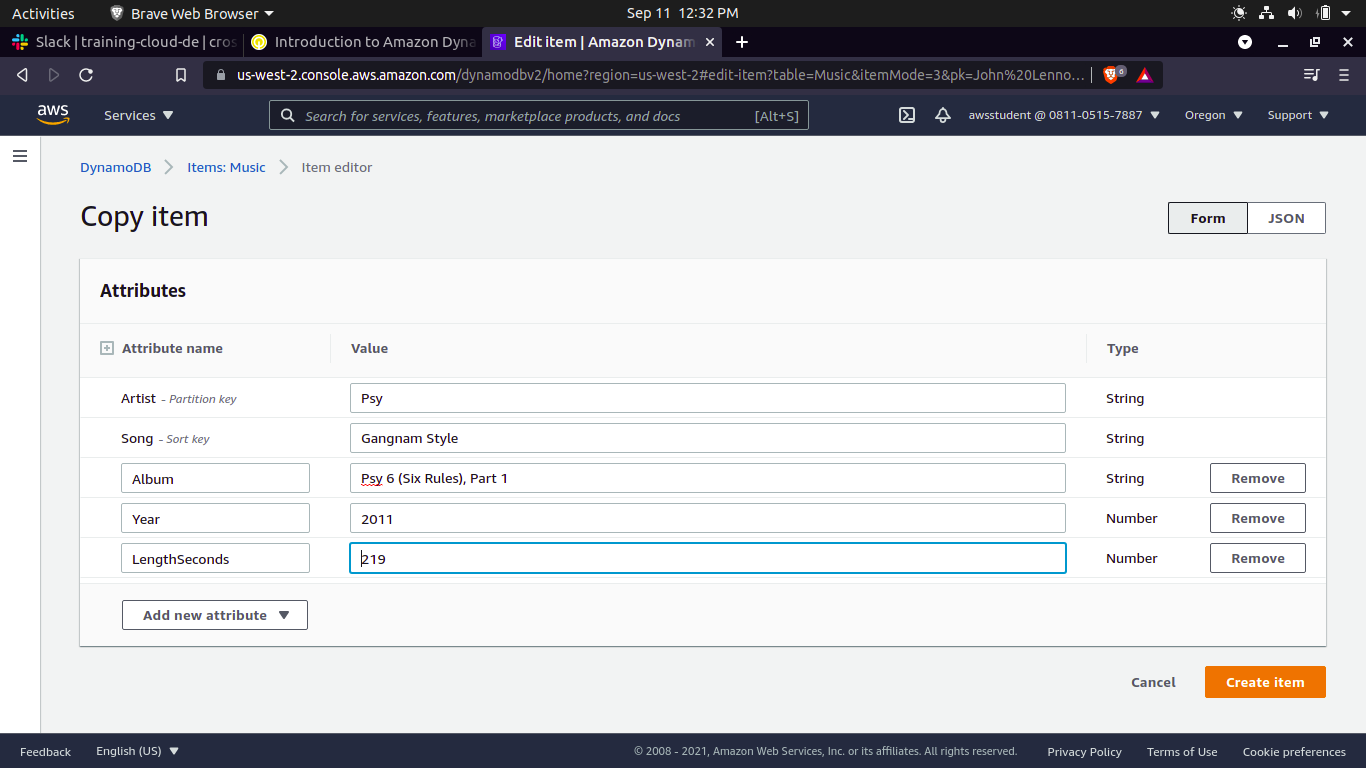 Activities
Brave Web Browser
Sep 11 12:32 PM
Slack | training-cloud-de | cros
Introduction to Amazon Dyna
Edit item | Amazon Dynam
us-west-2.console.aws.amazon.com/dynamodbv2/home?region=us-west-2#edit-item?table=Music&itemMode=3&pk=John%20Lenno...
6
aws
Services
Search for services, features, marketplace products, and docs
[Alt+S]
awsstudent @ 0811-0515-7887
Oregon
Support
DynamoDB
Items: Music
Item editor
Copy item
Form
JSON
Attributes
Attribute name
Value
Type
Artist - Partition key
Psy
String
Song - Sort key
Gangnam Style
String
Album
Psy 6 (Six Rules), Part 1
String
Remove
Year
2011
Number
Remove
LengthSeconds
219
Number
Remove
Add new attribute
Cancel
Create item
Feedback
English (US)
© 2008 - 2021, Amazon Web Services, Inc. or its affiliates. All rights reserved.
Privacy Policy
Terms of Use
Cookie preferences